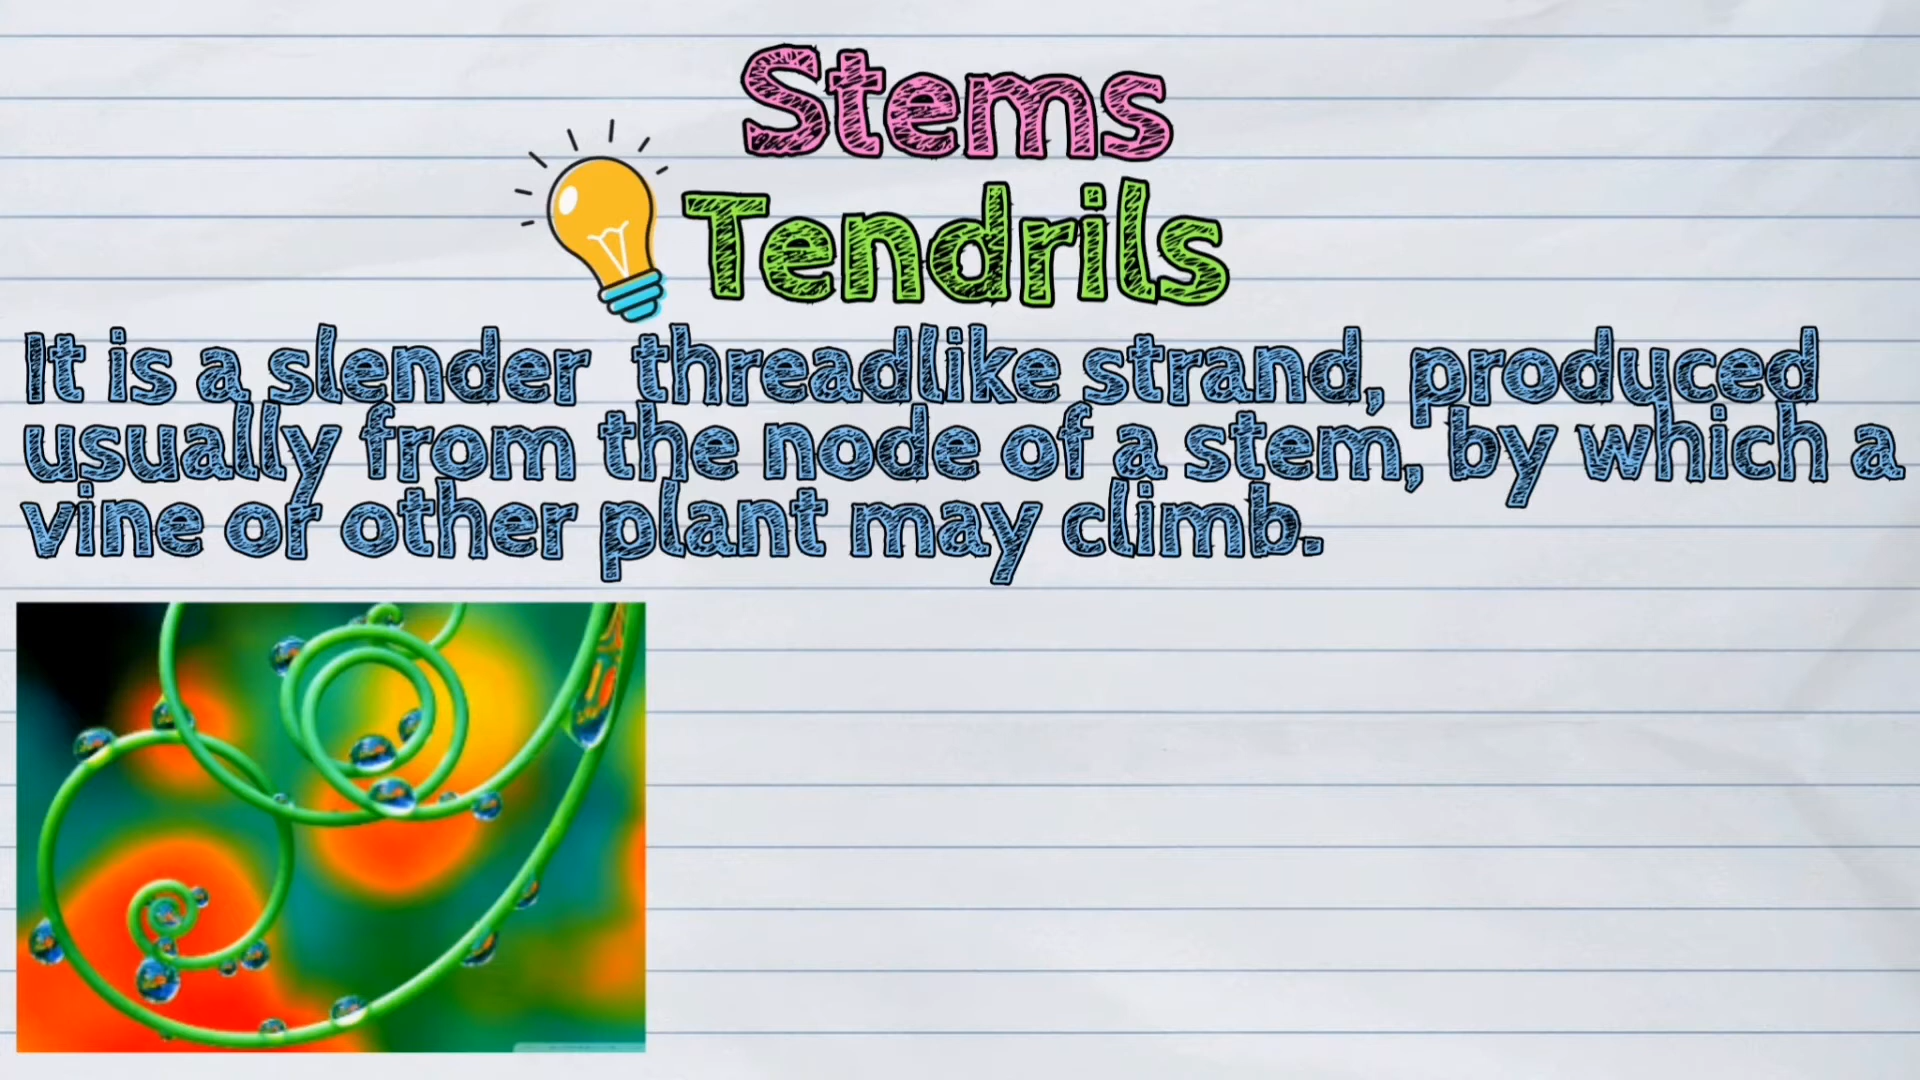 Stems
Tendrils
It is a slender threadlike strand, produced
usually from the node of a stem, by which a
vine or other plant may climb.